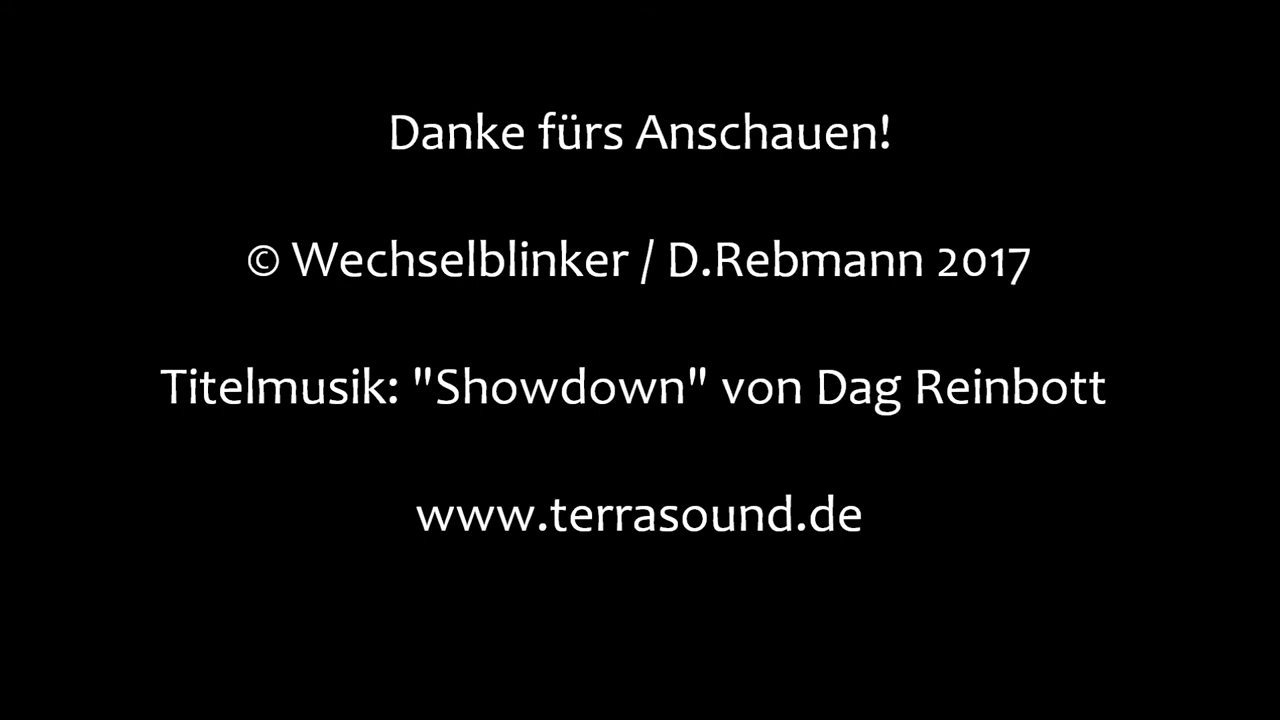 Danke fürs Anschauen!
© Wechselblinker / D.Rebmann 2017
Titelmusik: "Showdown" von Dag Reinbott
www.terrasound.de